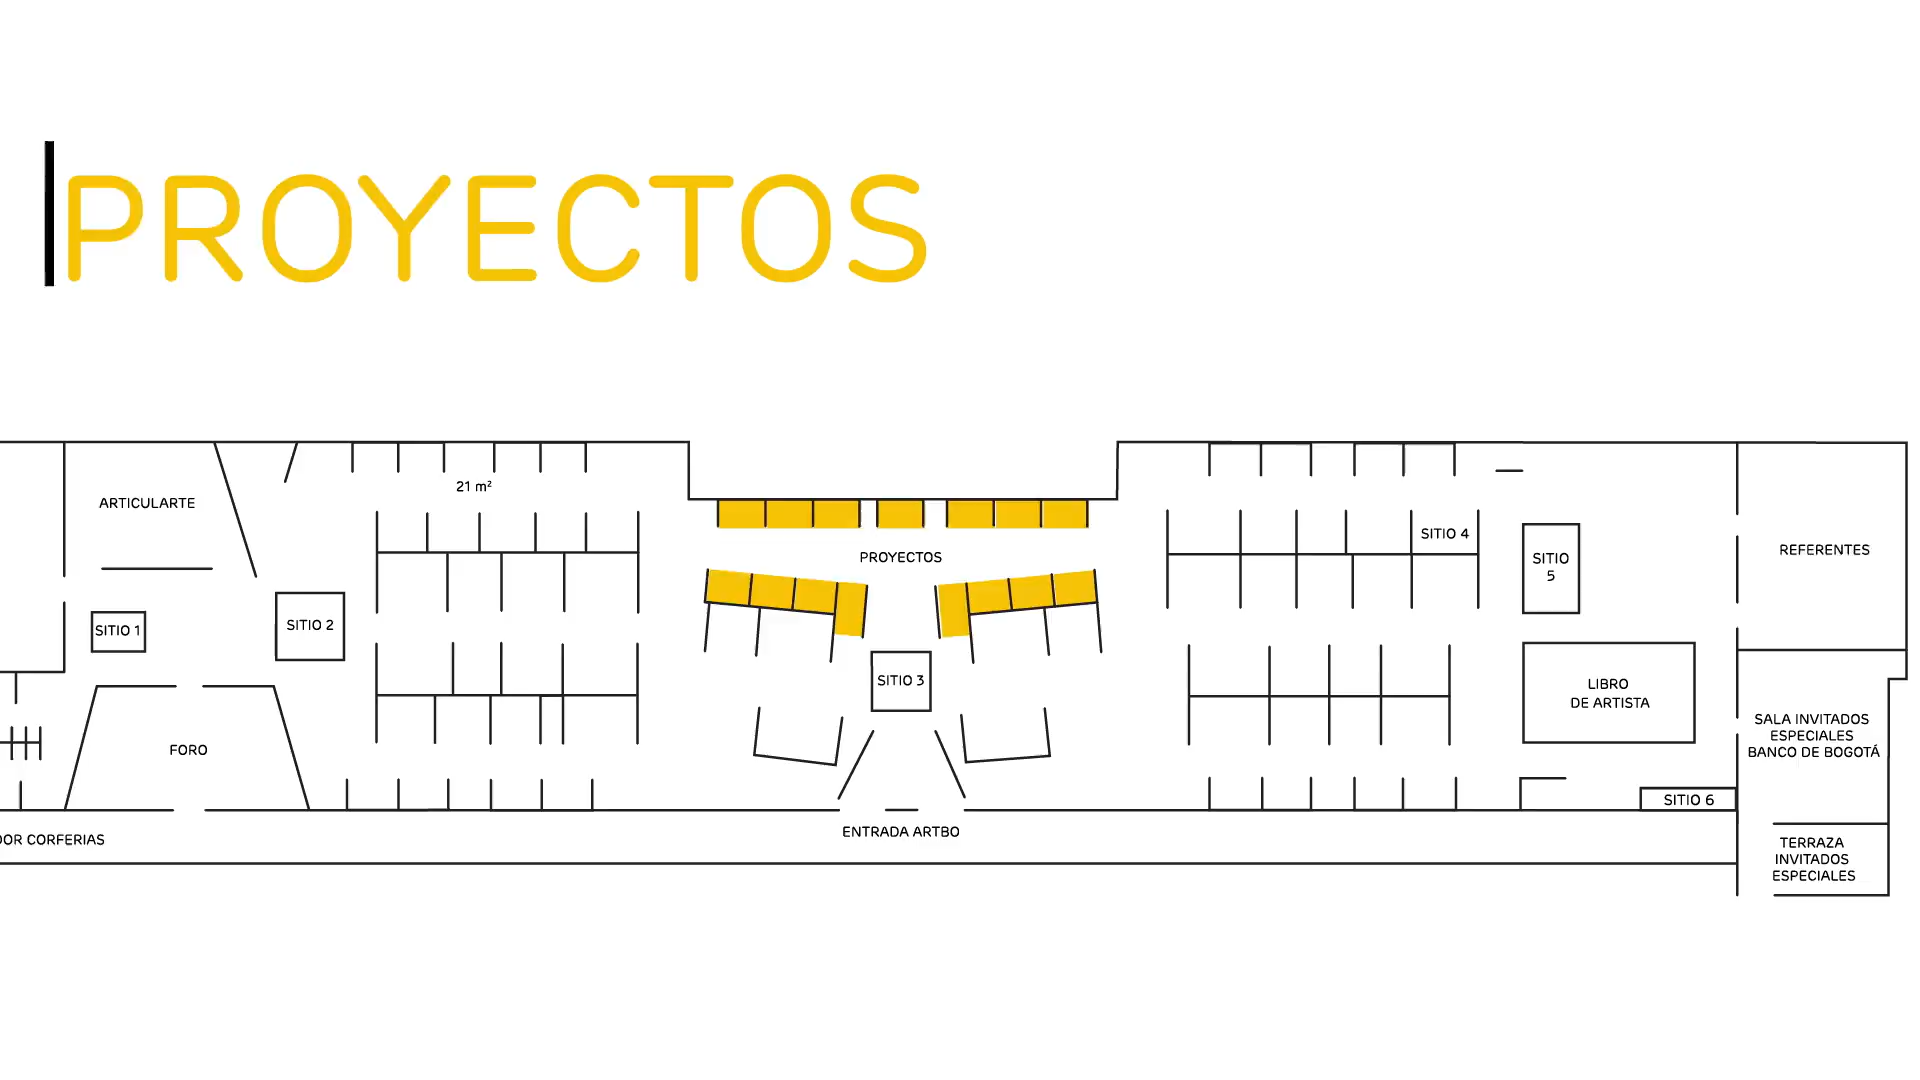 PROYECTOS
21 m²
ARTICULARTE
SITIO 4
REFERENTES
PROYECTOS
SITIO
5
SITIO 1
SITIO 2
SITIO 3
LIBRO
DE ARTISTA
SALA INVITADOS
ESPECIALES
BANCO DE BOGOTÁ
FORO
SITIO 6
DOR CORFERIAS
ENTRADA ARTBO
TERRAZA
INVITADOS
ESPECIALES